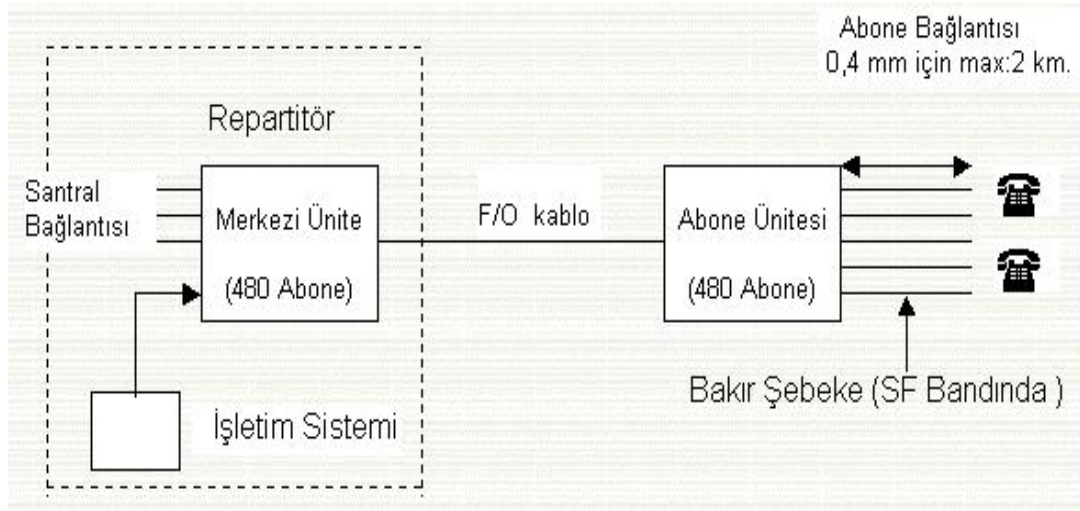 Abone Bağlantısı
0,4 mm için max:2 km.
Repartitör
Santral
Bağlantısı
Merkezi Ünite
(480 Abone)
F/O kablo
Abone Ünitesi
(480 Abone)
Bakır Şebeke (SF Bandında )
İşletim Sistemi